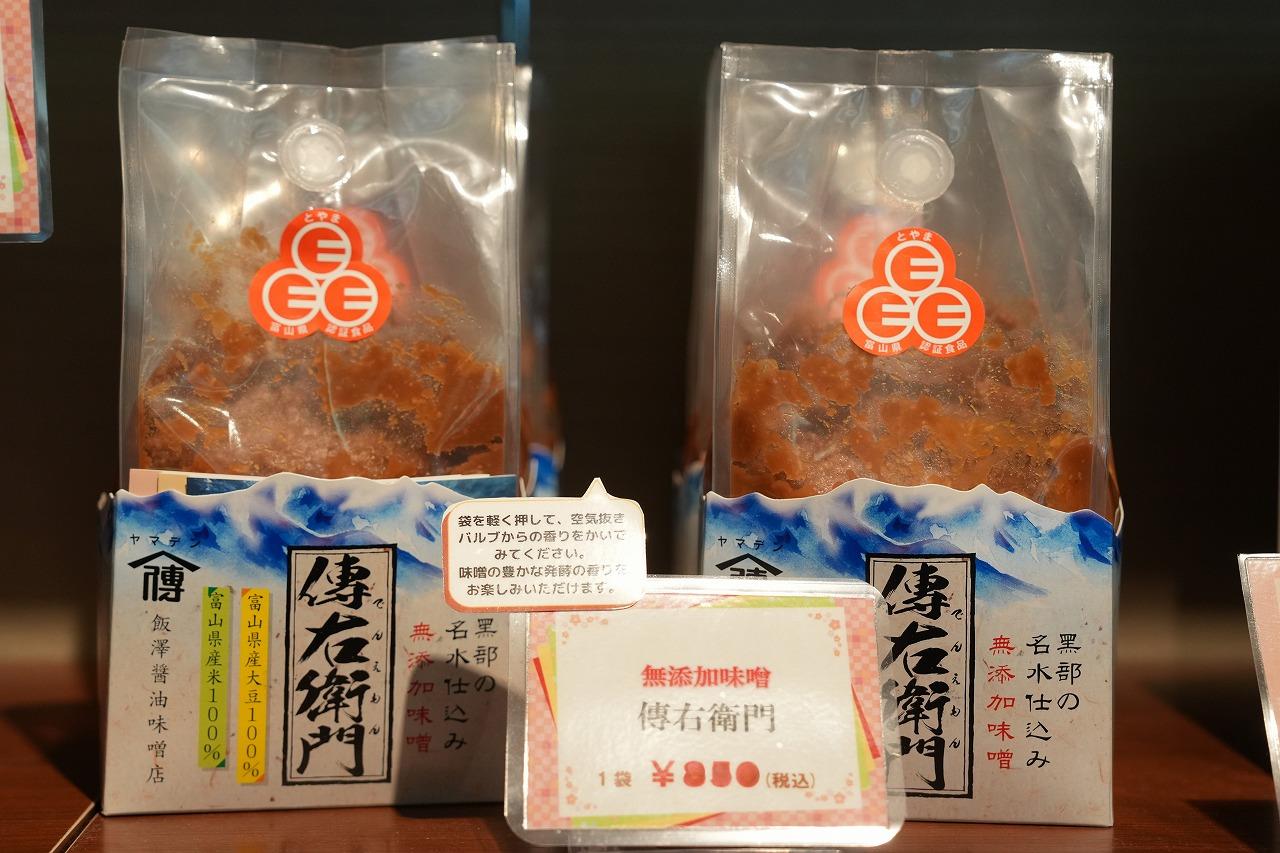 とやま
E
E E
富山県 認証食品
とやま
E
E E
富山県 認証食品
ヤマデン
傳
飯澤醤油味噌店
富山県産米100%
富山県産大豆100%
傳右衛門
でんえもん
黒部の
名水仕込み
無添加味噌
袋を軽く押して、空気抜き
バルブからの香りをかいで
みてください。
味噌の豊かな発酵の香りを
お楽しみいただけます。
無添加味噌
傳右衛門
1袋 ¥850(税込)
ヤマデン
傳右衛門
でんえもん
黒部の
名水仕込み
無添加味噌